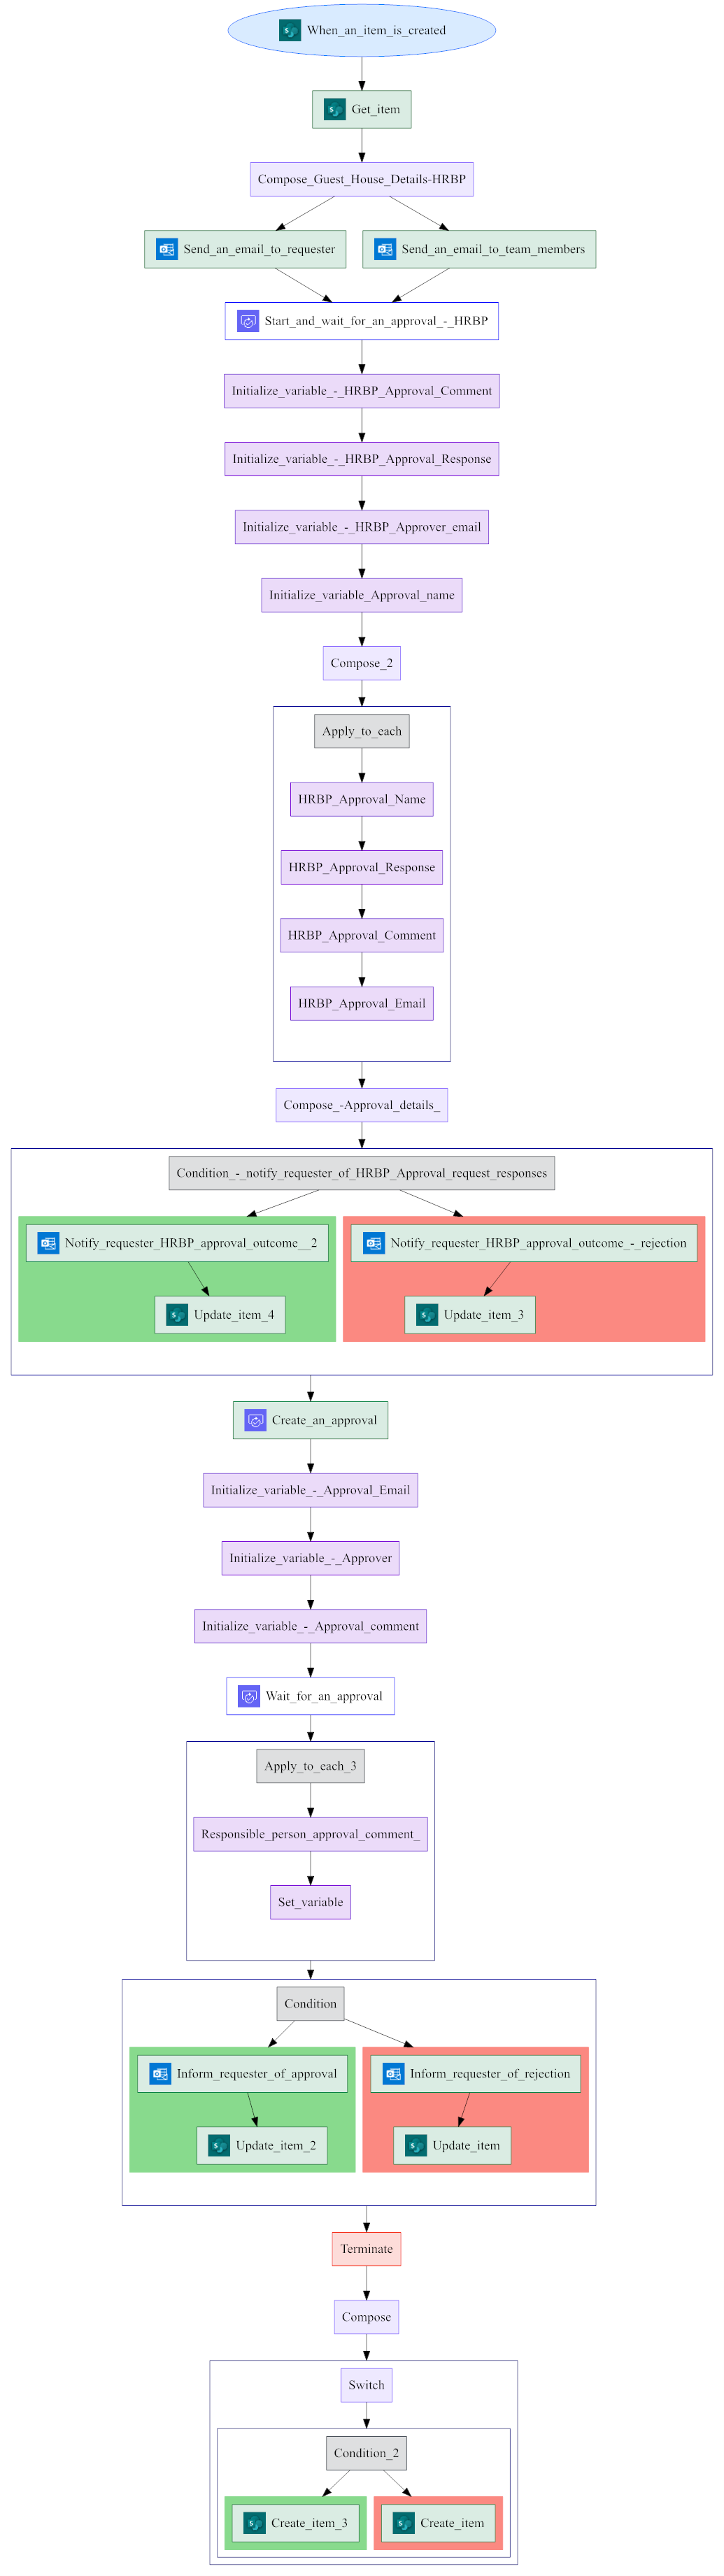 When_an_item_is_created
Get_item
Compose_Guest_House_Details-HRBP
Send_an_email_to_requester
Send_an_email_to_team_members
Start_and_wait_for_an_approval_-_HRBP
Initialize_variable_-_HRBP_Approval_Comment
Initialize_variable_-_HRBP_Approval_Response
Initialize_variable_-_HRBP_Approver_email
Initialize_variable_Approval_name
Compose_2
Apply_to_each
HRBP_Approval_Name
HRBP_Approval_Response
HRBP_Approval_Comment
HRBP_Approval_Email
Compose_-Approval_details_
Condition_-_notify_requester_of_HRBP_Approval_request_responses
Notify_requester_HRBP_approval_outcome__2
Notify_requester_HRBP_approval_outcome_-_rejection
Update_item_4
Update_item_3
Create_an_approval
Initialize_variable_-_Approval_Email
Initialize_variable_-_Approver
Initialize_variable_-_Approval_comment
Wait_for_an_approval
Apply_to_each_3
Responsible_person_approval_comment_
Set_variable
Condition
Inform_requester_of_approval
Inform_requester_of_rejection
Update_item_2
Update_item
Terminate
Compose
Switch
Condition_2
Create_item_3
Create_item